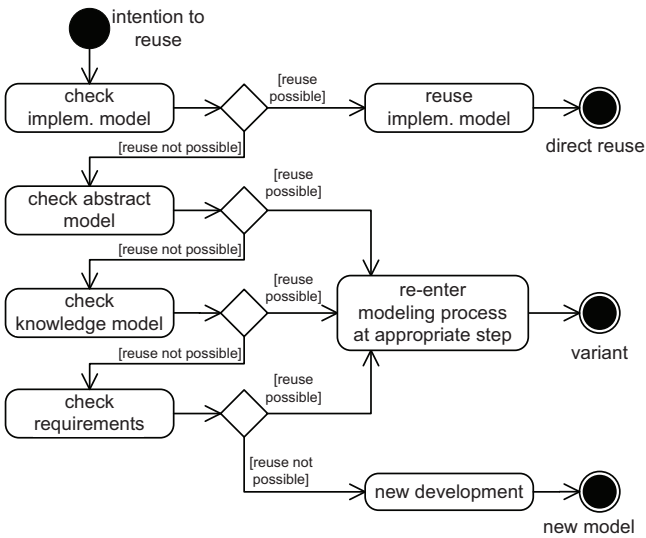 intention to
reuse
check
implem. model
[reuse
possible]
reuse
implem. model
direct reuse
[reuse not possible]
check abstract
model
[reuse
possible]
[reuse not possible]
check
knowledge model
[reuse
possible]
re-enter
modeling process
at appropriate step
variant
[reuse not possible]
check
requirements
[reuse
possible]
[reuse not
possible]
new development
new model